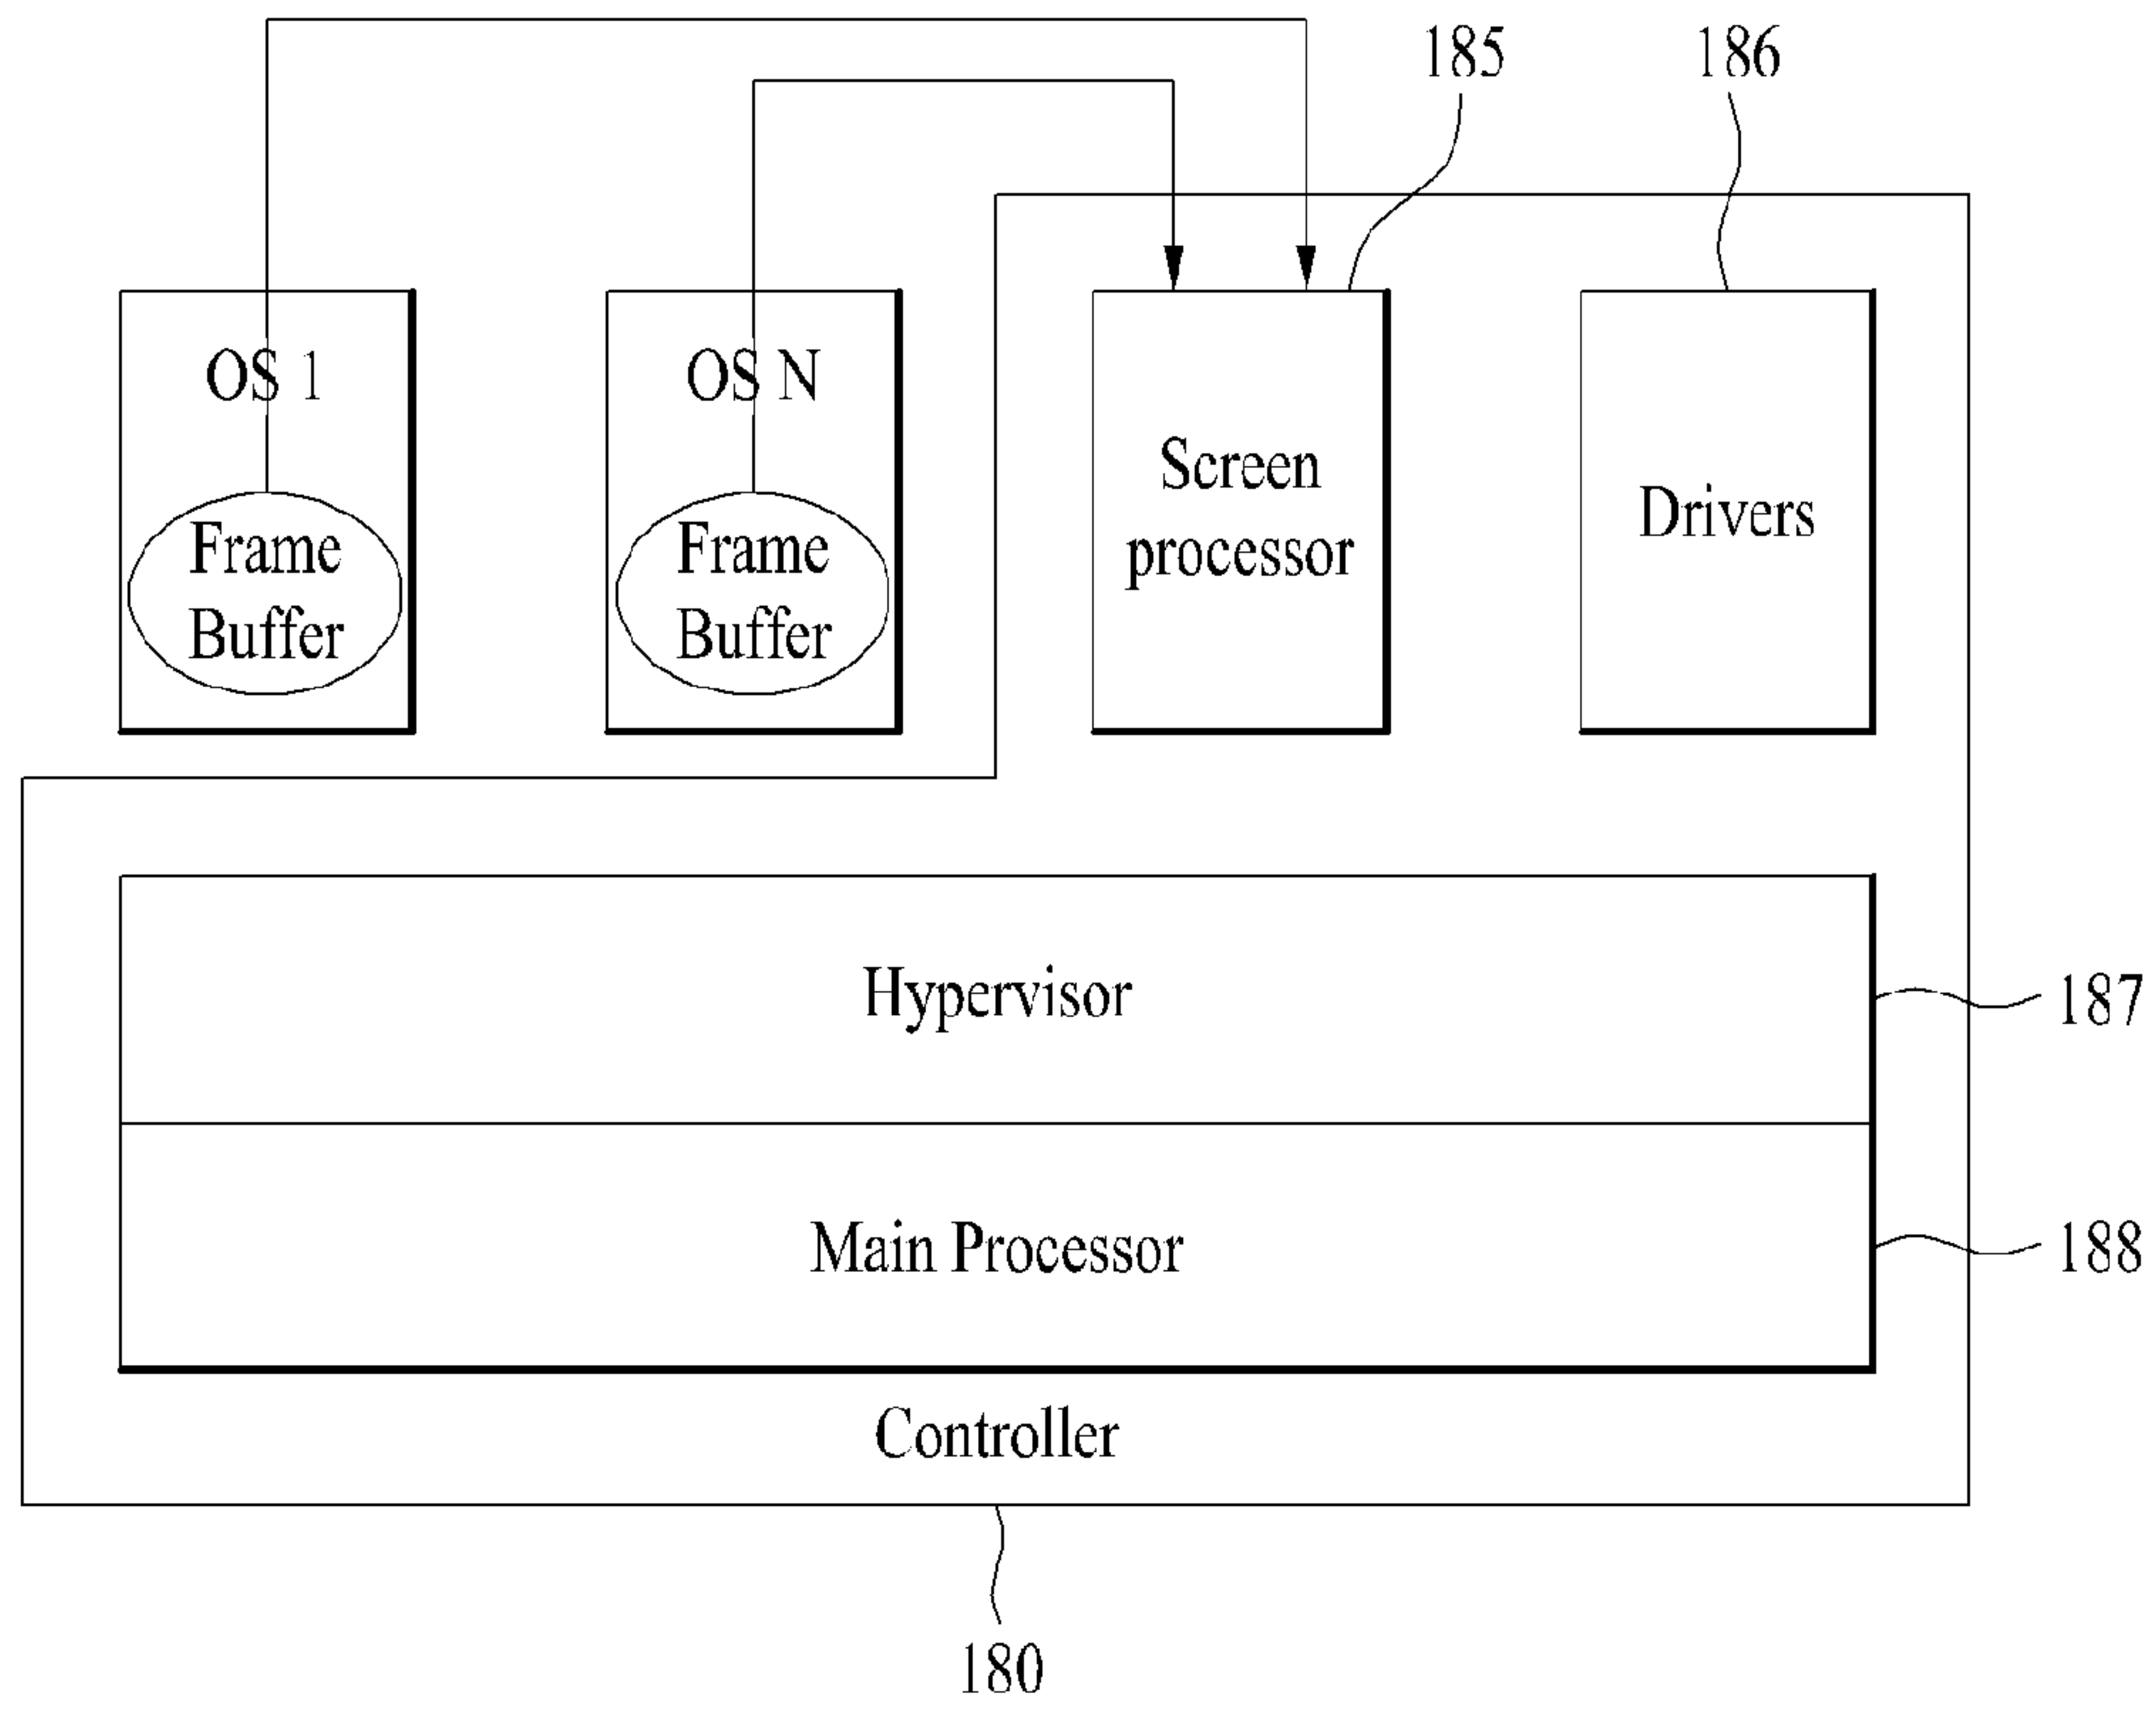 185
186
OS 1
OS N
Screen
processor
Drivers
Frame
Buffer
Frame
Buffer
Hypervisor
187
Main Processor
188
Controller
180